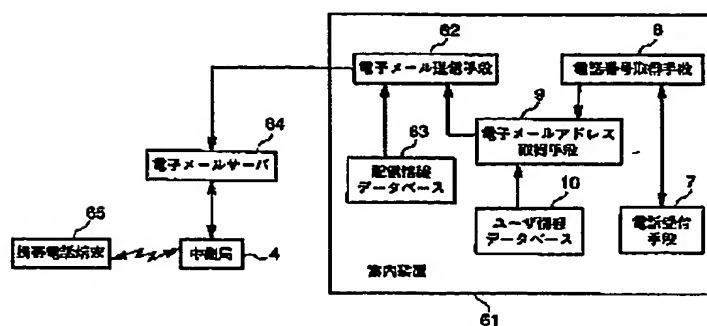 62
8
電子メール送信手段
電話番号取得手段
9
64
63
電子メールアドレス
取得手段
電子メールサーバ
配信情報
データベース
10
7
65
ユーザ情報
データベース
電話受付
手段
携帯電話端末
中継局
4
案内装置
61